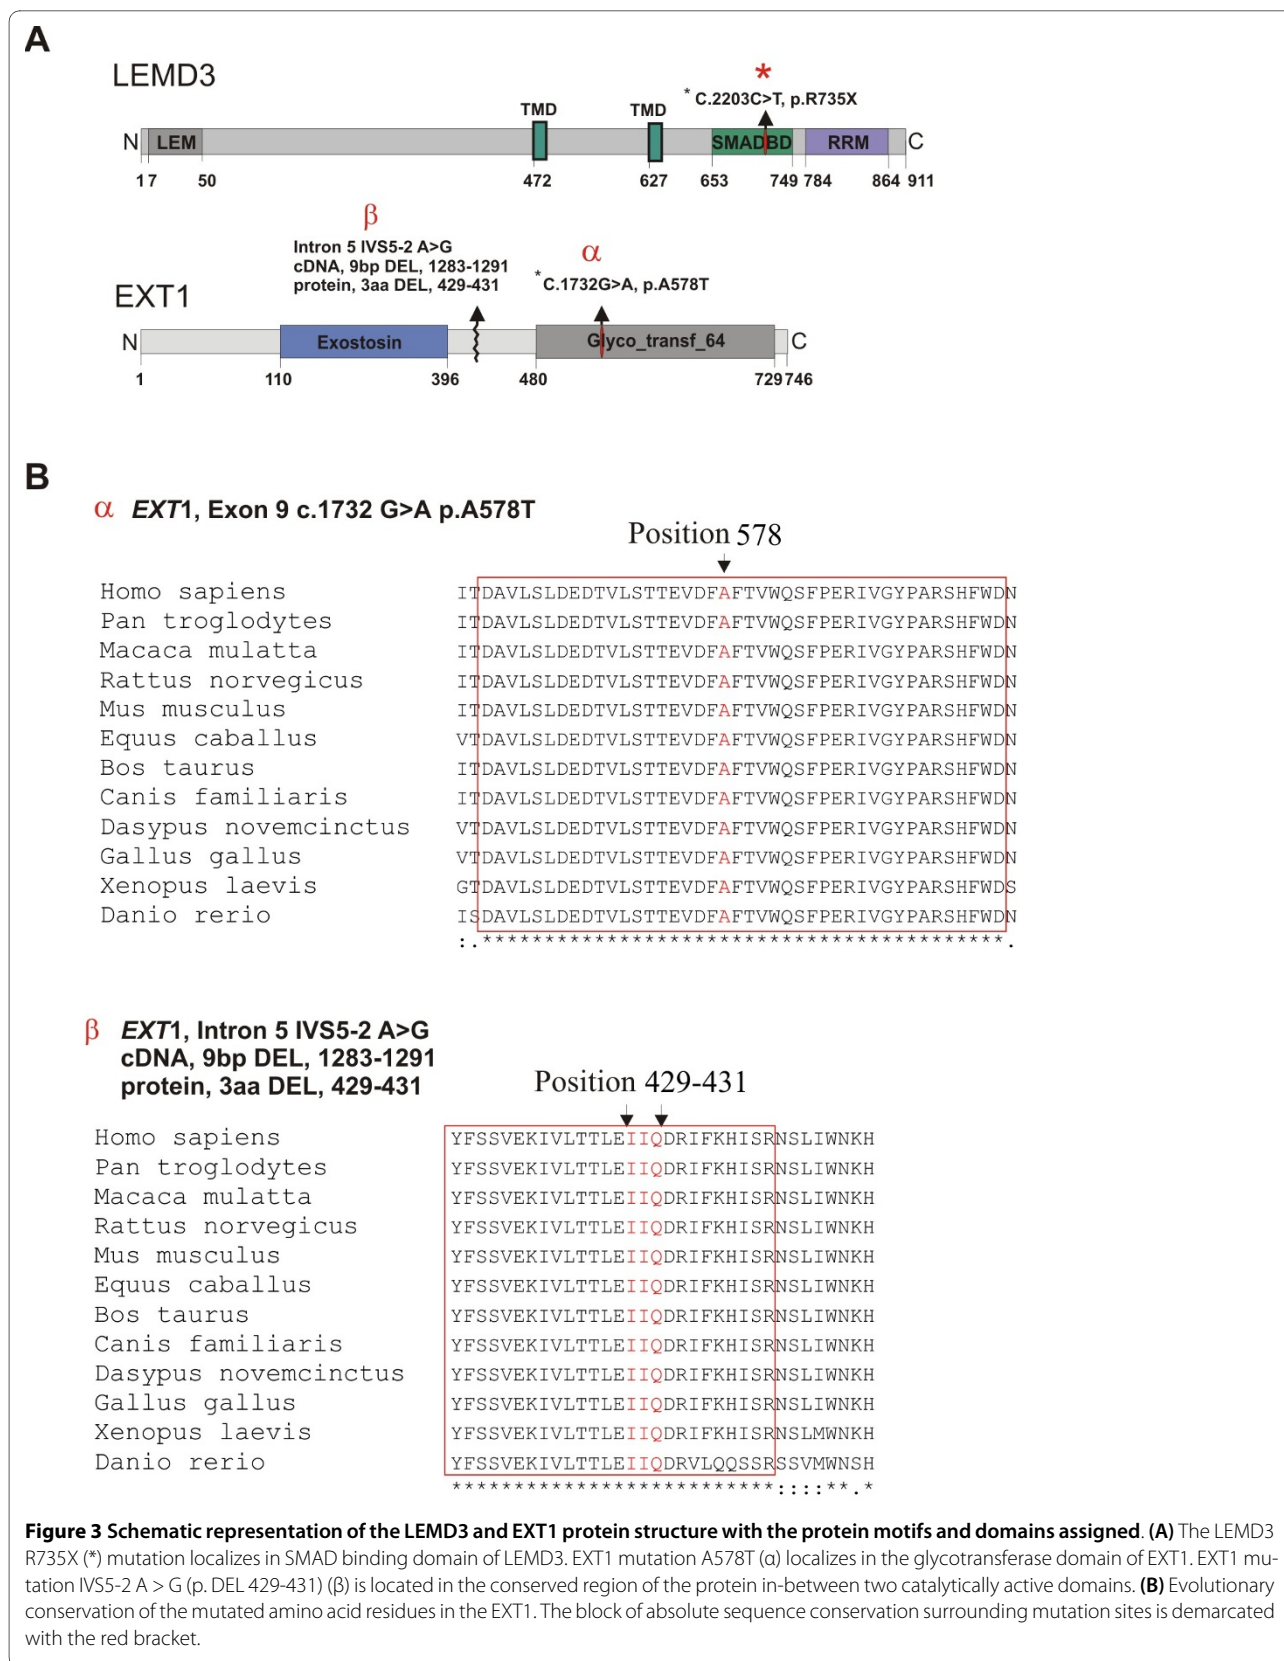 A
LEMD3
*
* C.2203C>T, p.R735X
TMD TMD
N LEM SMADBD RRM C
1 7 50 472 627 653 749 784 864 911
β
Intron 5 IVS5-2 A>G
cDNA, 9bp DEL, 1283-1291
protein, 3aa DEL, 429-431
α
* C.1732G>A, p.A578T
EXT1
N Exostosin Glyco_transf_64 C
1 110 396 480 729 746
B
α EXT1, Exon 9 c.1732 G>A p.A578T
Position 578
Homo sapiens ITDAVLSLDEDTVLSTTEVDFAFTVWQSFPERIVGYPARSHFWDN
Pan troglodytes ITDAVLSLDEDTVLSTTEVDFAFTVWQSFPERIVGYPARSHFWDN
Macaca mulatta ITDAVLSLDEDTVLSTTEVDFAFTVWQSFPERIVGYPARSHFWDN
Rattus norvegicus ITDAVLSLDEDTVLSTTEVDFAFTVWQSFPERIVGYPARSHFWDN
Mus musculus ITDAVLSLDEDTVLSTTEVDFAFTVWQSFPERIVGYPARSHFWDN
Equus caballus VTDAVLSLDEDTVLSTTEVDFAFTVWQSFPERIVGYPARSHFWDN
Bos taurus ITDAVLSLDEDTVLSTTEVDFAFTVWQSFPERIVGYPARSHFWDN
Canis familiaris ITDAVLSLDEDTVLSTTEVDFAFTVWQSFPERIVGYPARSHFWDN
Dasypus novemcinctus VTDAVLSLDEDTVLSTTEVDFAFTVWQSFPERIVGYPARSHFWDN
Gallus gallus VTDAVLSLDEDTVLSTTEVDFAFTVWQSFPERIVGYPARSHFWDN
Xenopus laevis GTDAVLSLDEDTVLSTTEVDFAFTVWQSFPERIVGYPARSHFWDS
Danio rerio ISDAVLSLDEDTVLSTTEVDFAFTVWQSFPERIVGYPARSHFWDN
:.******************************************.
β EXT1, Intron 5 IVS5-2 A>G
cDNA, 9bp DEL, 1283-1291
protein, 3aa DEL, 429-431
Position 429-431
Homo sapiens YFSSVEKIVLTTLEIIQDRIFKHISRNSLIWNKH
Pan troglodytes YFSSVEKIVLTTLEIIQDRIFKHISRNSLIWNKH
Macaca mulatta YFSSVEKIVLTTLEIIQDRIFKHISRNSLIWNKH
Rattus norvegicus YFSSVEKIVLTTLEIIQDRIFKHISRNSLIWNKH
Mus musculus YFSSVEKIVLTTLEIIQDRIFKHISRNSLIWNKH
Equus caballus YFSSVEKIVLTTLEIIQDRIFKHISRNSLIWNKH
Bos taurus YFSSVEKIVLTTLEIIQDRIFKHISRNSLIWNKH
Canis familiaris YFSSVEKIVLTTLEIIQDRIFKHISRNSLIWNKH
Dasypus novemcinctus YFSSVEKIVLTTLEIIQDRIFKHISRNSLIWNKH
Gallus gallus YFSSVEKIVLTTLEIIQDRIFKHISRNSLIWNKH
Xenopus laevis YFSSVEKIVLTTLEIIQDRIFKHISRNSLMWNKH
Danio rerio YFSSVEKIVLTTLEIIQDRVLQQSSRSSVMWNSH
**************************::::**.*
Figure 3 Schematic representation of the LEMD3 and EXT1 protein structure with the protein motifs and domains assigned. (A) The LEMD3
R735X (*) mutation localizes in SMAD binding domain of LEMD3. EXT1 mutation A578T (α) localizes in the glycotransferase domain of EXT1. EXT1 mu-
tation IVS5-2 A > G (p. DEL 429-431) (β) is located in the conserved region of the protein in-between two catalytically active domains. (B) Evolutionary
conservation of the mutated amino acid residues in the EXT1. The block of absolute sequence conservation surrounding mutation sites is demarcated
with the red bracket.